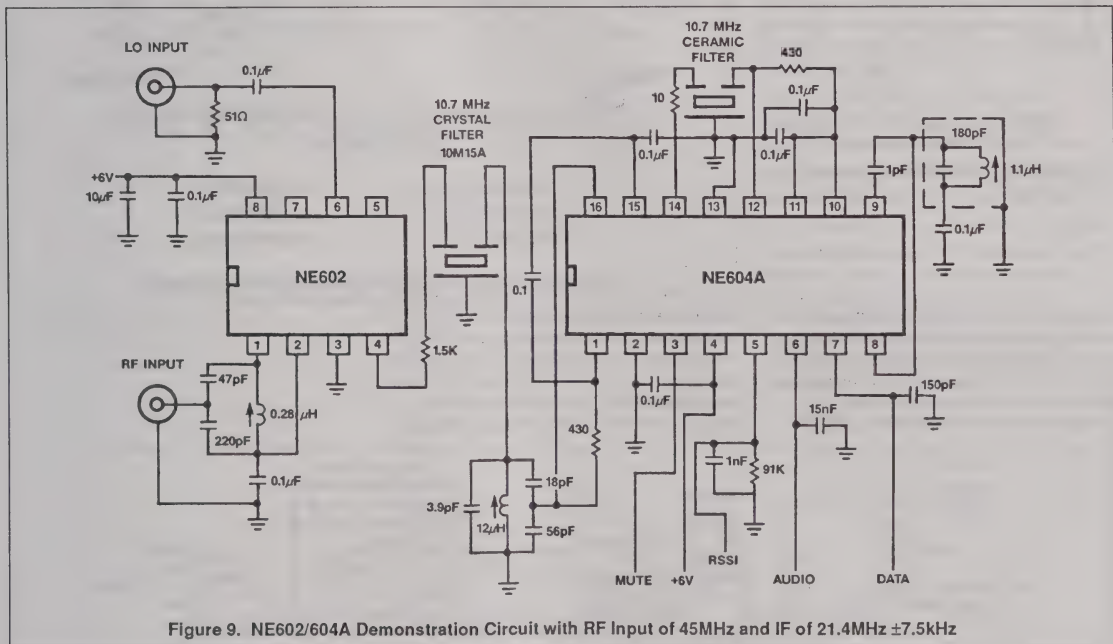 LO INPUT
0.1μF
51Ω
+6V
10μF
0.1μF
8
7
6
5
NE602
1
2
3
4
RF INPUT
47pF
220pF
0.28μH
0.1μF
10.7 MHz
CRYSTAL
FILTER
10M15A
1.5K
3.9pF
12μH
18pF
56pF
430
0.1
10.7 MHz
CERAMIC
FILTER
10
430
0.1μF
0.1μF
0.1μF
1pF
180pF
1.1μH
0.1μF
16
15
14
13
12
11
10
9
NE604A
1
2
3
4
5
6
7
8
0.1μF
1nF
91K
15nF
150pF
MUTE
+6V
RSSI
AUDIO
DATA
Figure 9. NE602/604A Demonstration Circuit with RF Input of 45MHz and IF of 21.4MHz ±7.5kHz